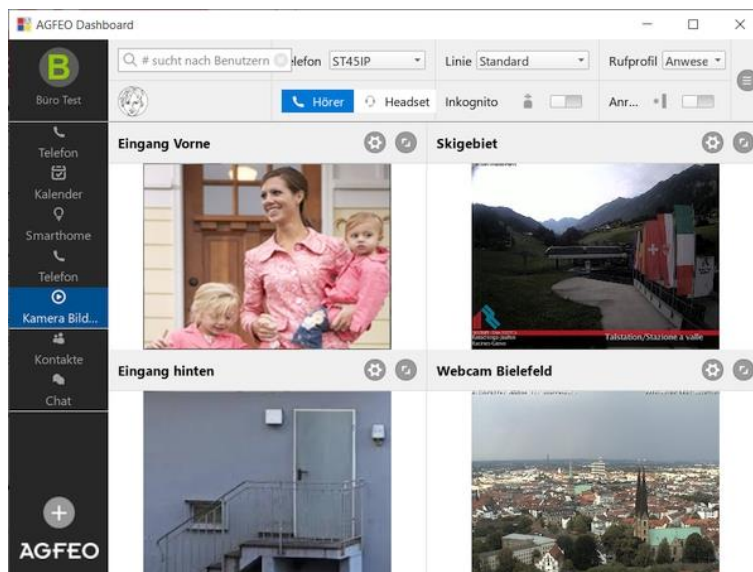 AGFEO Dashboard
B
Büro Test
# sucht nach Benutzern
elefon ST45IP
Linie Standard
Rufprofil Anwese
Hörer
Headset
Inkognito
Anr...
Telefon
Kalender
Smarthome
Telefon
Kamera Bild...
Kontakte
Chat
AGFEO
Eingang Vorne
Skigebiet
Talstation/Stazione a valle
Eingang hinten
Webcam Bielefeld